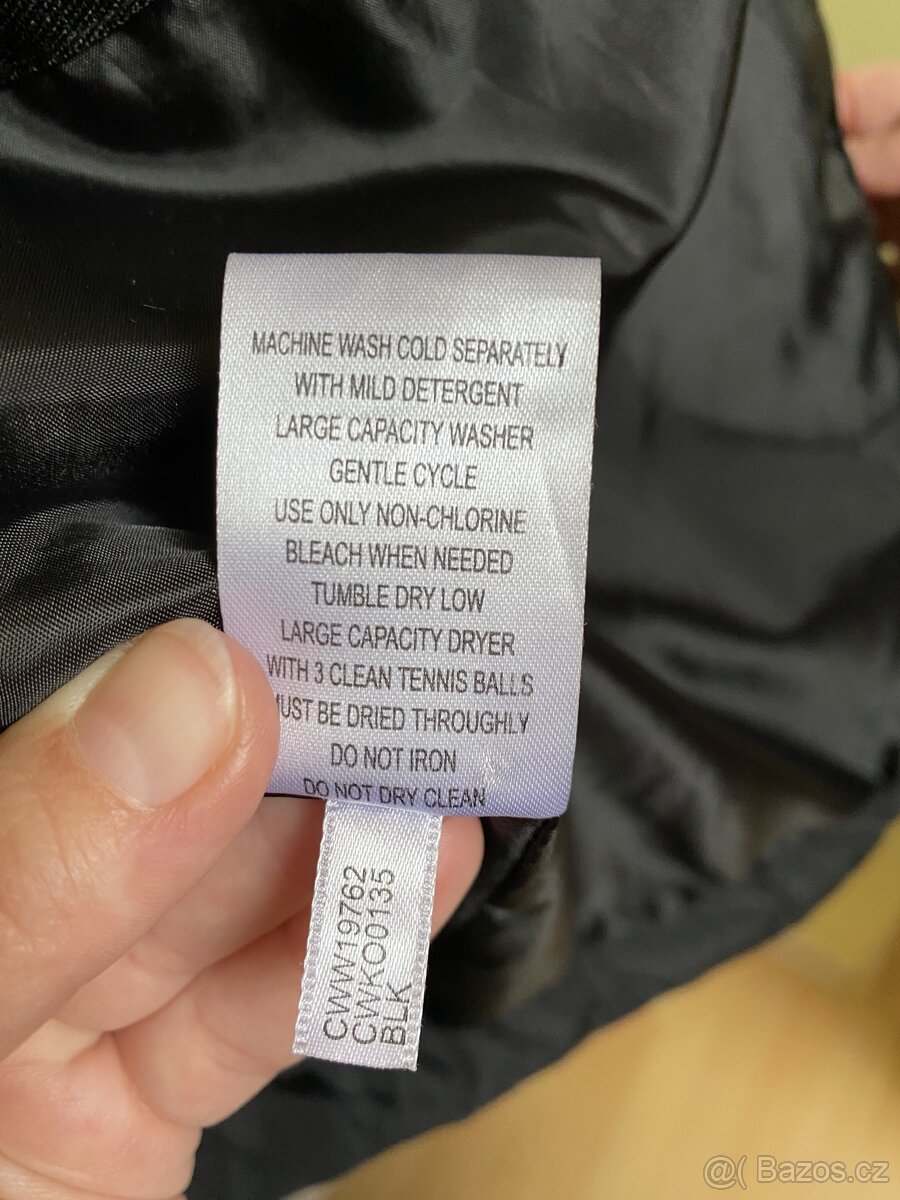 MACHINE WASH COLD SEPARATELY
WITH MILD DETERGENT
LARGE CAPACITY WASHER
GENTLE CYCLE
USE ONLY NON-CHLORINE
BLEACH WHEN NEEDED
TUMBLE DRY LOW
LARGE CAPACITY DRYER
WITH 3 CLEAN TENNIS BALLS
UST BE DRIED THROUGHLY
DO NOT IRON
DO NOT DRY CLEAN
CWW19762
CWKO0135
BLK
@( Bazos.cz